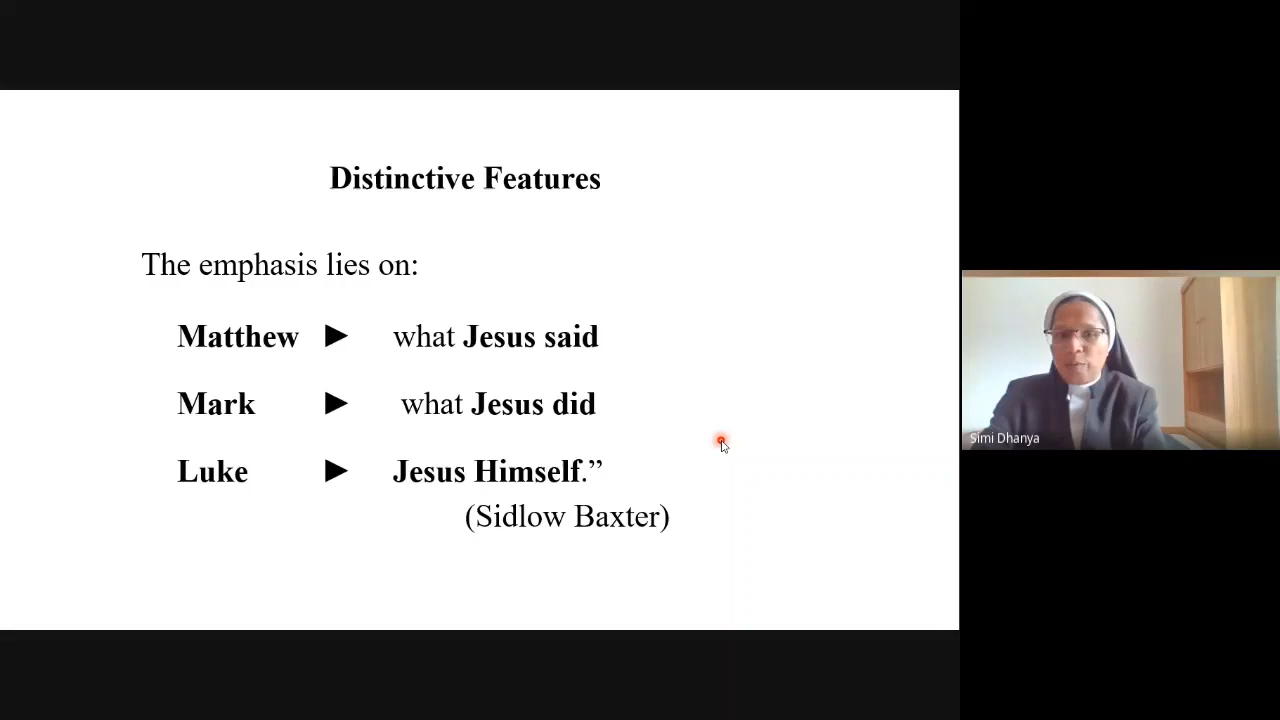 Distinctive Features
The emphasis lies on:
Matthew ► what Jesus said
Mark ► what Jesus did
Luke ► Jesus Himself.”
(Sidlow Baxter)
Simi Dhanya